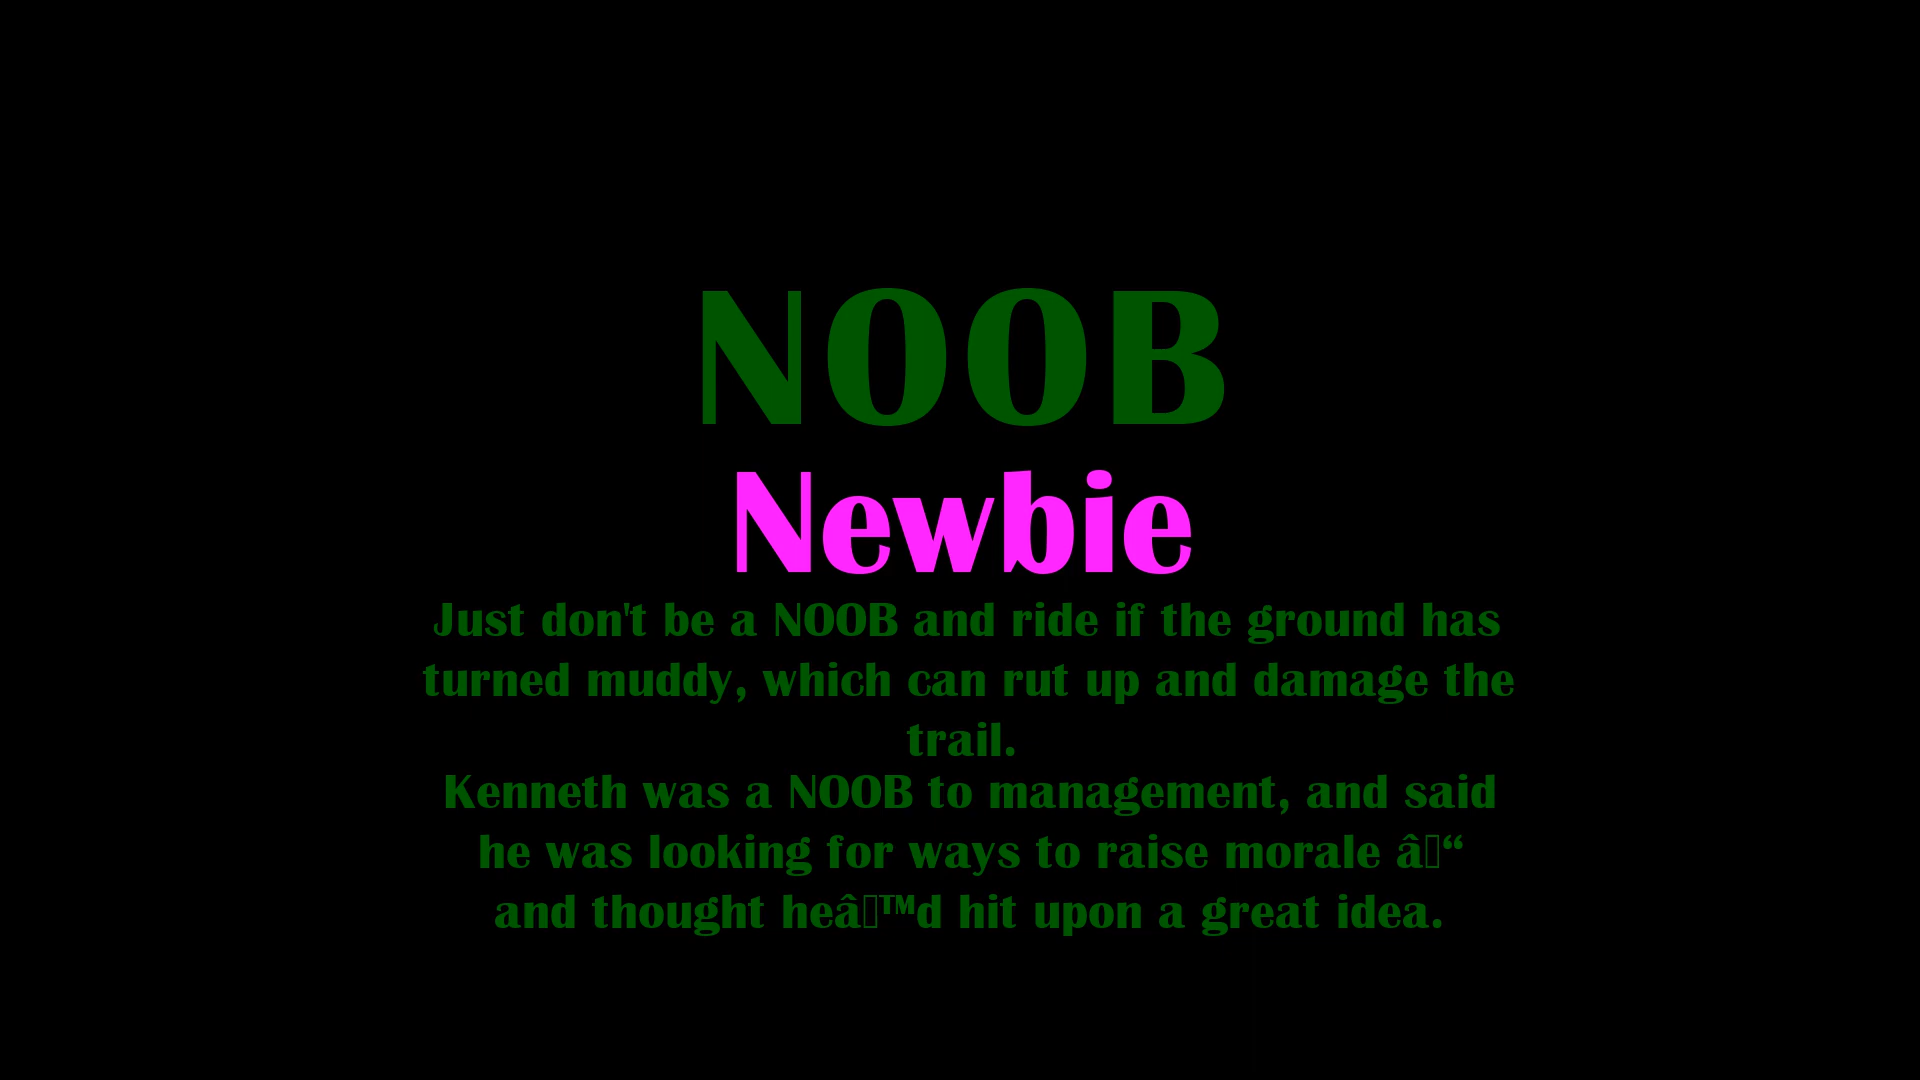 NOOB
Newbie
Just don't be a NOOB and ride if the ground has
turned muddy, which can rut up and damage the
trail.
Kenneth was a NOOB to management, and said
he was looking for ways to raise morale â▯“
and thought heâ▯™d hit upon a great idea.